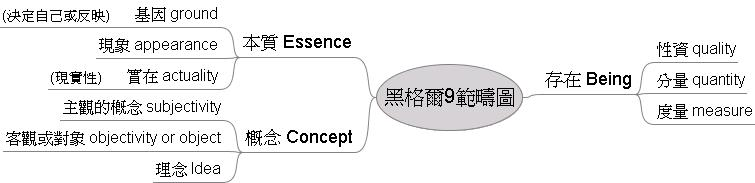 黑格爾9範疇圖
存在 Being
性資 quality
分量 quantity
度量 measure
本質 Essence
(決定自己或反映) 基因 ground
現象 appearance
(現實性) 實在 actuality
概念 Concept
主觀的概念 subjectivity
客觀或對象 objectivity or object
理念 Idea